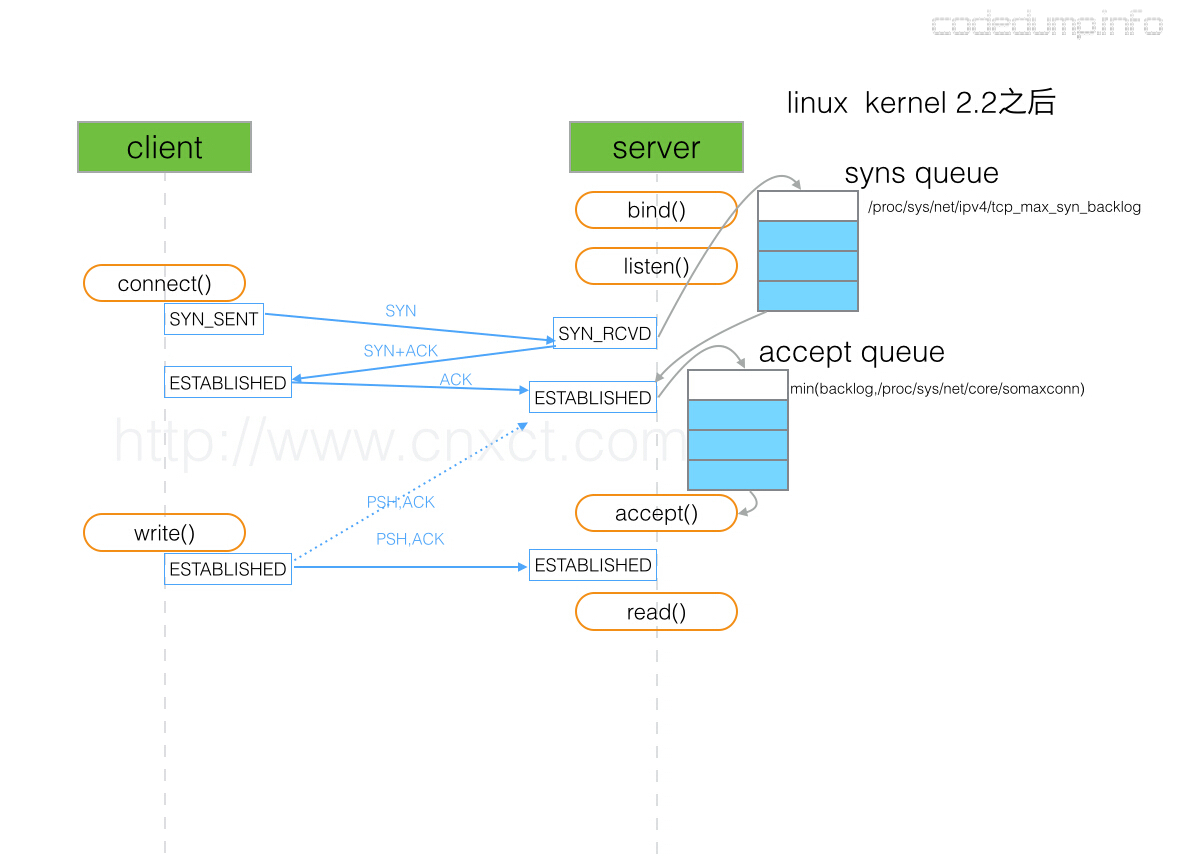 codedump.info
linux kernel 2.2之后
client
server
syns queue
/proc/sys/net/ipv4/tcp_max_syn_backlog
bind()
listen()
connect()
SYN_SENT
SYN
SYN_RCVD
SYN+ACK
accept queue
ESTABLISHED
ACK
ESTABLISHED
min(backlog,/proc/sys/net/core/somaxconn)
http://www.cnxct.com
PSH,ACK
accept()
write()
PSH,ACK
ESTABLISHED
ESTABLISHED
read()